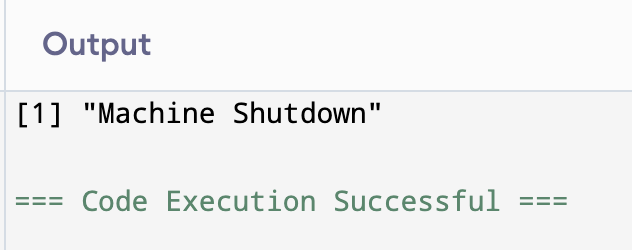 Output
[1] "Machine Shutdown"
=== Code Execution Successful ===